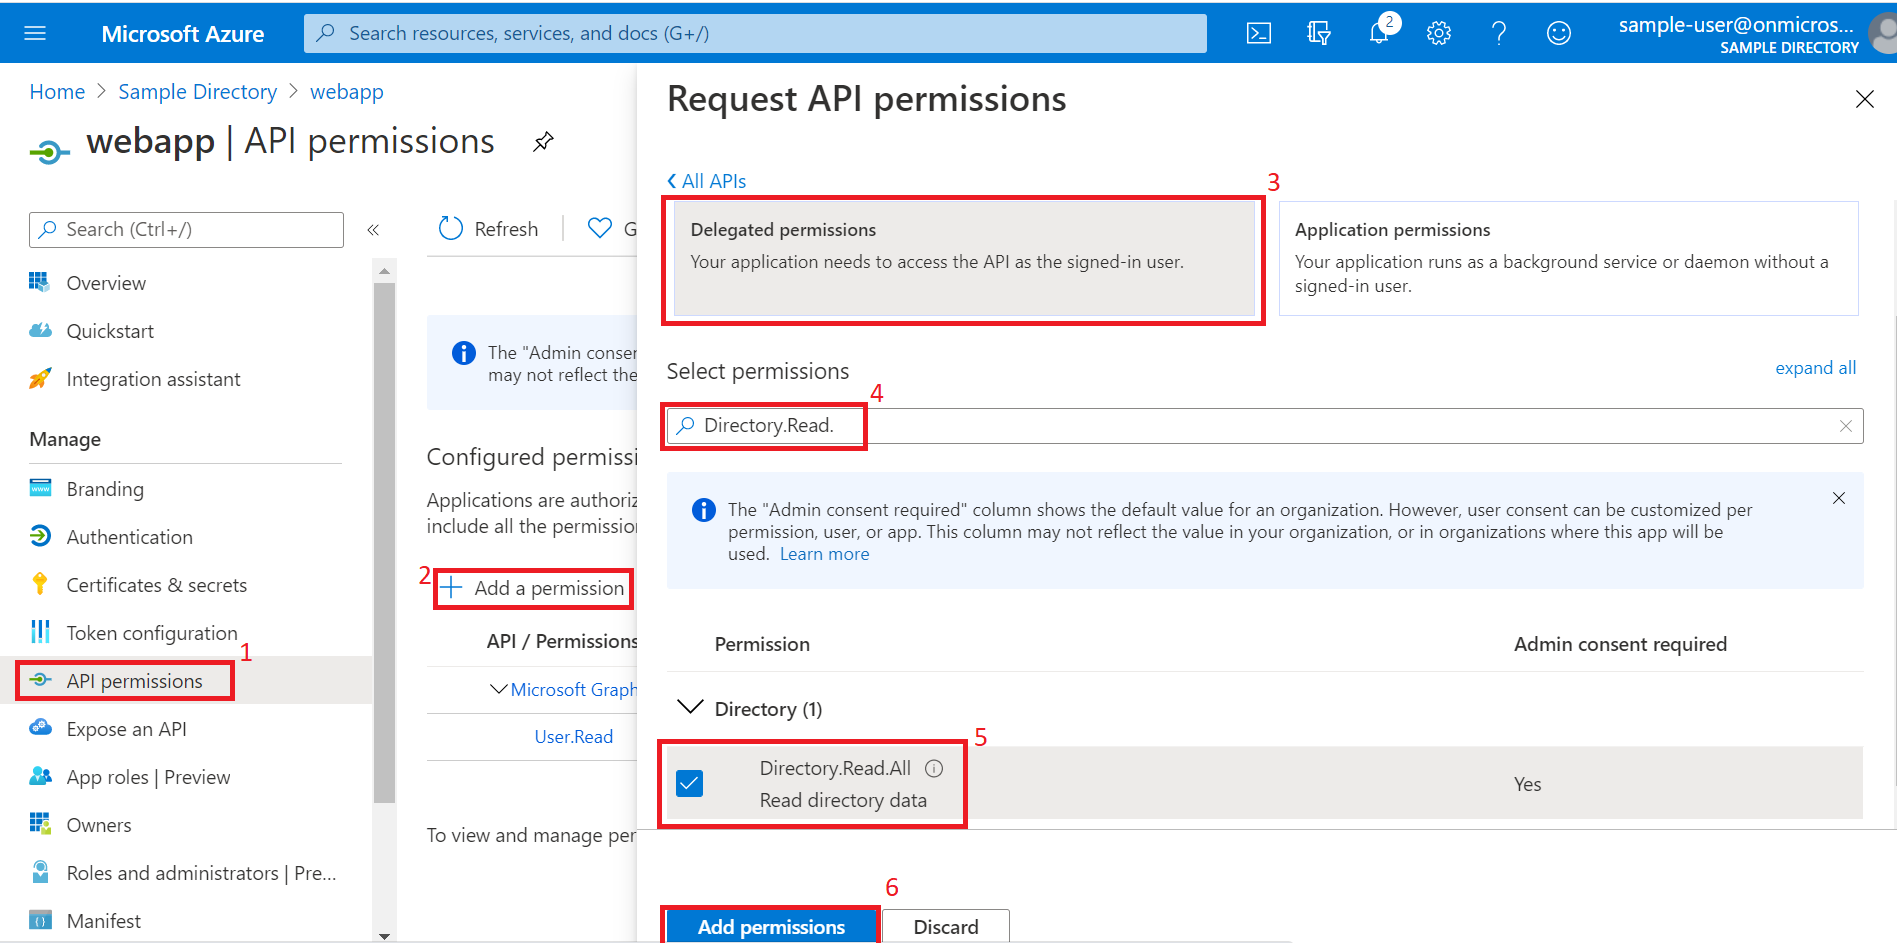 Microsoft Azure
Search resources, services, and docs (G+/)
2
sample-user@onmicros...
SAMPLE DIRECTORY
Home > Sample Directory > webapp
webapp | API permissions
Search (Ctrl+/)
«
Overview
Quickstart
Integration assistant
Manage
Branding
Authentication
Certificates & secrets
Token configuration
1
API permissions
Expose an API
App roles | Preview
Owners
Roles and administrators | Pre...
Manifest
Refresh
G
The "Admin conser
may not reflect the
Configured permissi
Applications are authoriz
include all the permission
2
+ Add a permission
API / Permissions
Microsoft Graph
User.Read
To view and manage per
Request API permissions
All APIs
3
Delegated permissions
Your application needs to access the API as the signed-in user.
Application permissions
Your application runs as a background service or daemon without a
signed-in user.
Select permissions
expand all
4
Directory.Read.
The "Admin consent required" column shows the default value for an organization. However, user consent can be customized per
permission, user, or app. This column may not reflect the value in your organization, or in organizations where this app will be
used. Learn more
Permission
Admin consent required
Directory (1)
5
Directory.Read.All
Read directory data
Yes
6
Add permissions
Discard